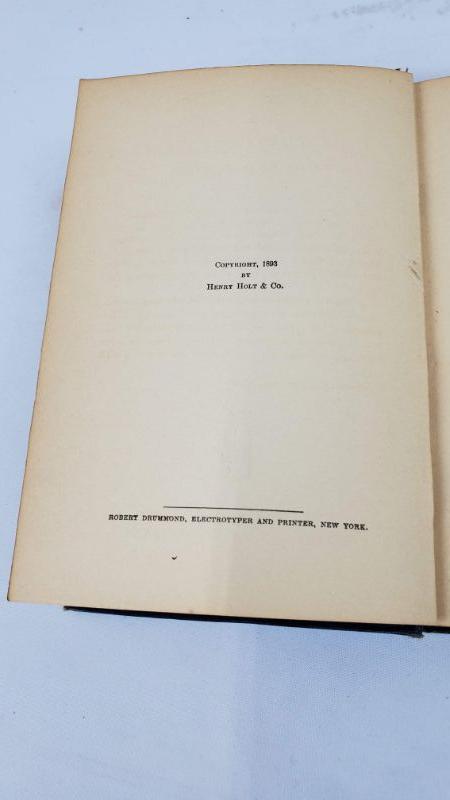 COPYRIGHT, 1893
BY
HENRY HOLT & CO.
ROBERT DRUMMOND, ELECTROTYPER AND PRINTER, NEW YORK.